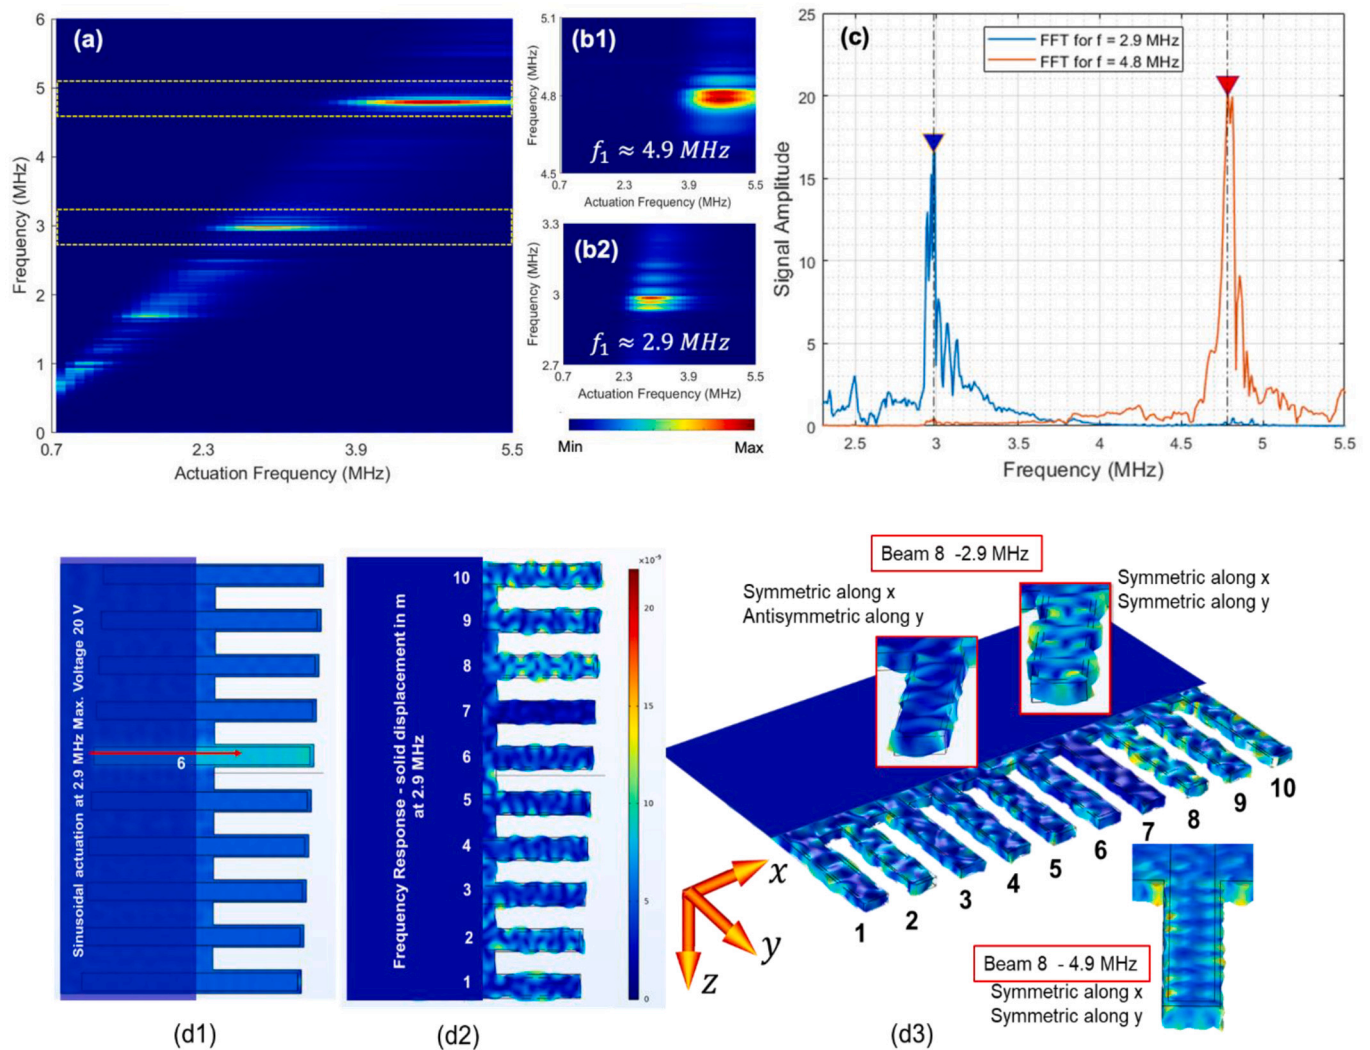 (a)
6
5
4
3
2
1
0
Frequency (MHz)
0.7
2.3
3.9
5.5
Actuation Frequency (MHz)
(b1)
5.1
4.8
4.5
Frequency (MHz)
f₁ ≈ 4.9 MHz
0.7
2.3
3.9
5.5
Actuation Frequency (MHz)
(b2)
3.3
3
2.7
Frequency (MHz)
f₁ ≈ 2.9 MHz
0.7
2.3
3.9
5.5
Actuation Frequency (MHz)
Min
Max
(c)
FFT for f = 2.9 MHz
FFT for f = 4.8 MHz
25
20
15
10
5
0
Signal Amplitude
2.5
3
3.5
4
4.5
5
5.5
Frequency (MHz)
Sinusoidal actuation at 2.9 MHz Max. Voltage 20 V
6
(d1)
Frequency Response - solid displacement in m
at 2.9 MHz
10
9
8
7
6
5
4
3
2
1
×10⁻⁹
20
15
10
5
0
(d2)
Beam 8 -2.9 MHz
Symmetric along x
Antisymmetric along y
Symmetric along x
Symmetric along y
x
y
z
1
2
3
4
5
6
7
8
9
10
Beam 8 - 4.9 MHz
Symmetric along x
Symmetric along y
(d3)